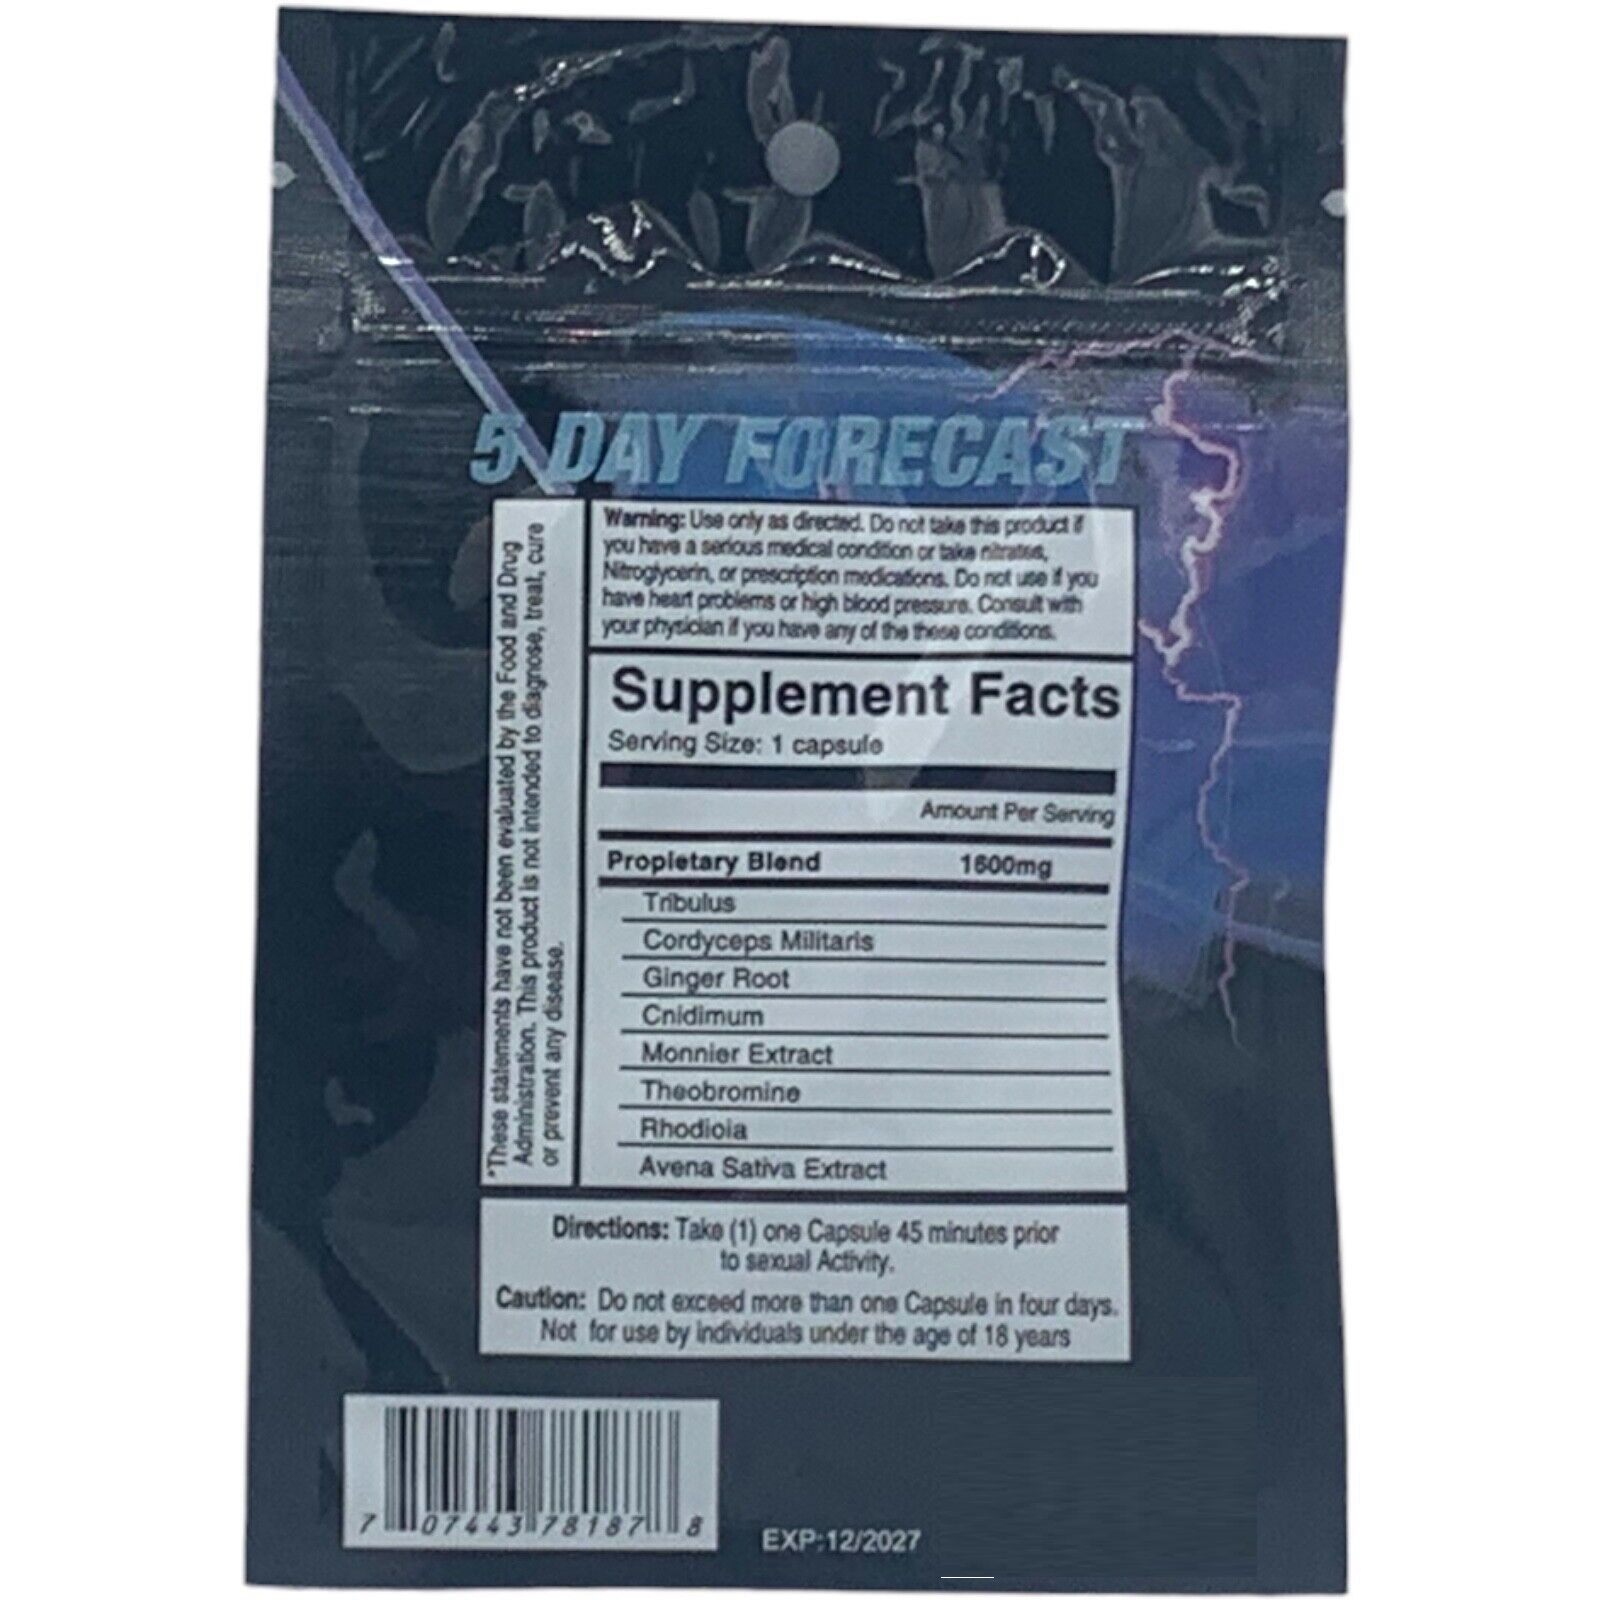 5 DAY FORECAST
*These statements have not been evaluated by the Food and Drug
Administration. This product is not intended to diagnose, treat, cure
or prevent any disease.
Warning: Use only as directed. Do not take this product if
you have a serious medical condition or take nitrates,
Nitroglycerin, or prescription medications. Do not use if you
have heart problems or high blood pressure. Consult with
your physician if you have any of the these conditions.
Supplement Facts
Serving Size: 1 capsule
Amount Per Serving
Propietary Blend 1600mg
Tribulus
Cordyceps Militaris
Ginger Root
Cnidimum
Monnier Extract
Theobromine
Rhodioia
Avena Sativa Extract
Directions: Take (1) one Capsule 45 minutes prior
to sexual Activity.
Caution: Do not exceed more than one Capsule in four days.
Not for use by individuals under the age of 18 years
7 07443 78187 8
EXP:12/2027